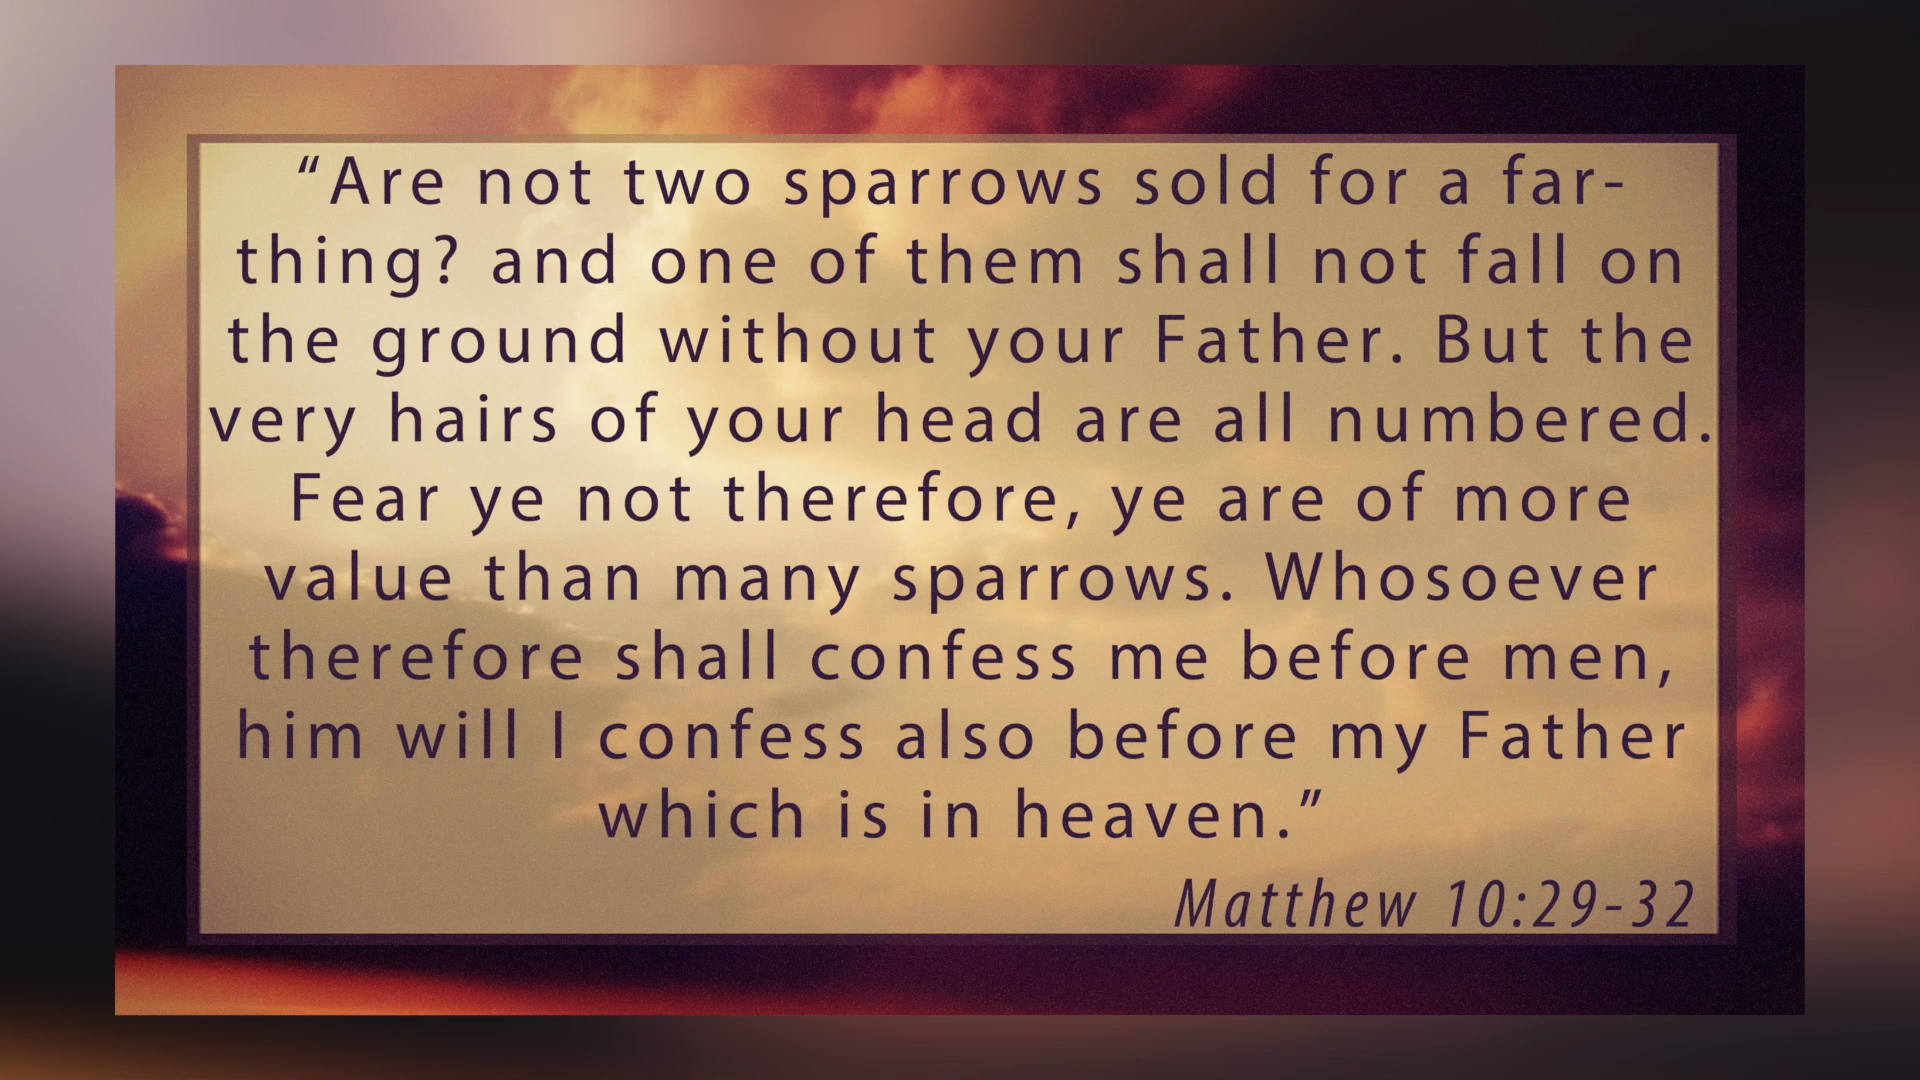 “Are not two sparrows sold for a far-
thing? and one of them shall not fall on
the ground without your Father. But the
very hairs of your head are all numbered.
Fear ye not therefore, ye are of more
value than many sparrows. Whosoever
therefore shall confess me before men,
him will I confess also before my Father
which is in heaven.”
Matthew 10:29-32